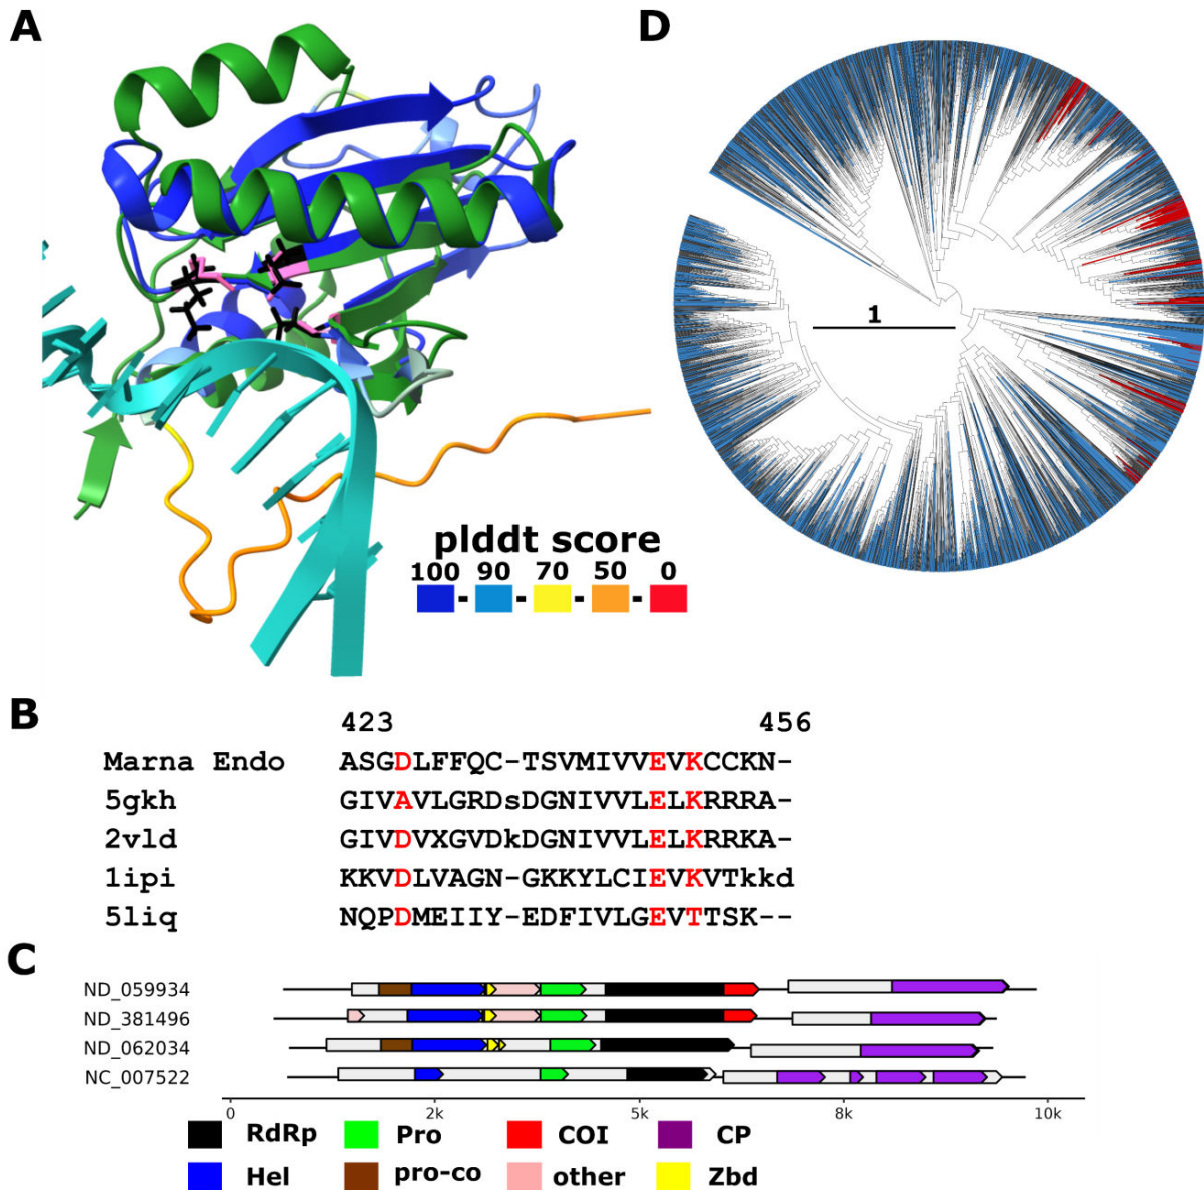 A
D
1
plddt score
100 - 90 - 70 - 50 - 0
B
423 456
Marna Endo ASGDLFFQC-TSVMIVVEVKCCKN-
5gkh GIVAVLGRDsDGNIVVLELKRRRA-
2vld GIVDVXGVDkDGNIVVLELKRRKA-
1ipi KKVDLVAGN-GKKYLCIEVKVTkkd
5liq NQPDMEIIY-EDFIVLGEVTTSK--
C
ND_059934
ND_381496
ND_062034
NC_007522
0 2k 5k 8k 10k
RdRp Pro COI CP
Hel pro-co other Zbd